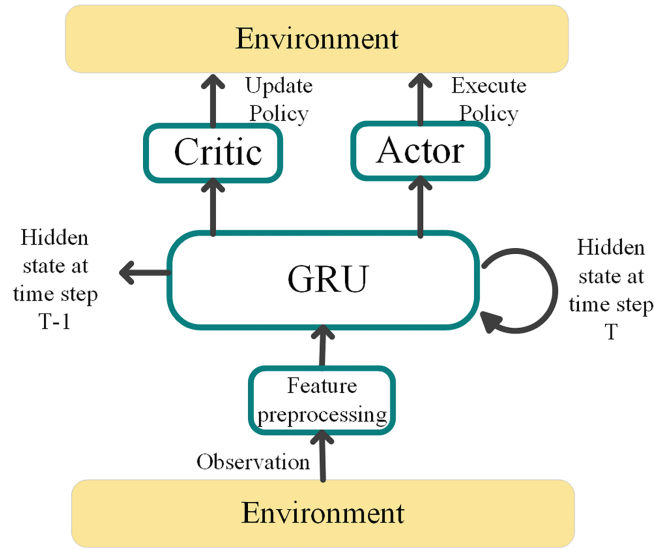 Environment
Update
Policy
Execute
Policy
Critic
Actor
Hidden
state at
time step
T-1
GRU
Hidden
state at
time step
T
Feature
preprocessing
Observation
Environment